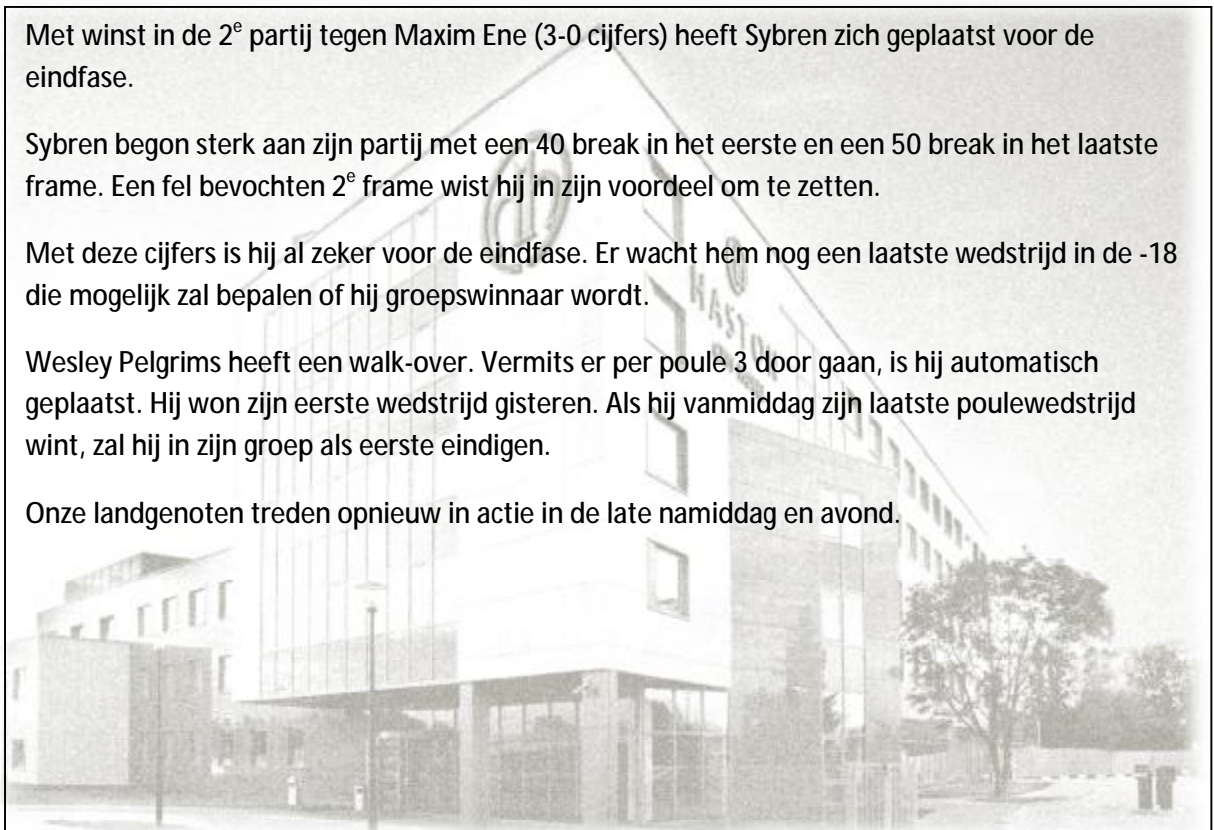 Met winst in de 2e partij tegen Maxim Ene (3-0 cijfers) heeft Sybren zich geplaatst voor de
eindfase.
Sybren begon sterk aan zijn partij met een 40 break in het eerste en een 50 break in het laatste
frame. Een fel bevochten 2e frame wist hij in zijn voordeel om te zetten.
Met deze cijfers is hij al zeker voor de eindfase. Er wacht hem nog een laatste wedstrijd in de -18
die mogelijk zal bepalen of hij groepswinnaar wordt.
Wesley Pelgrims heeft een walk-over. Vermits er per poule 3 door gaan, is hij automatisch
geplaatst. Hij won zijn eerste wedstrijd gisteren. Als hij vanmiddag zijn laatste poulewedstrijd
wint, zal hij in zijn groep als eerste eindigen.
Onze landgenoten treden opnieuw in actie in de late namiddag en avond.
HASTON